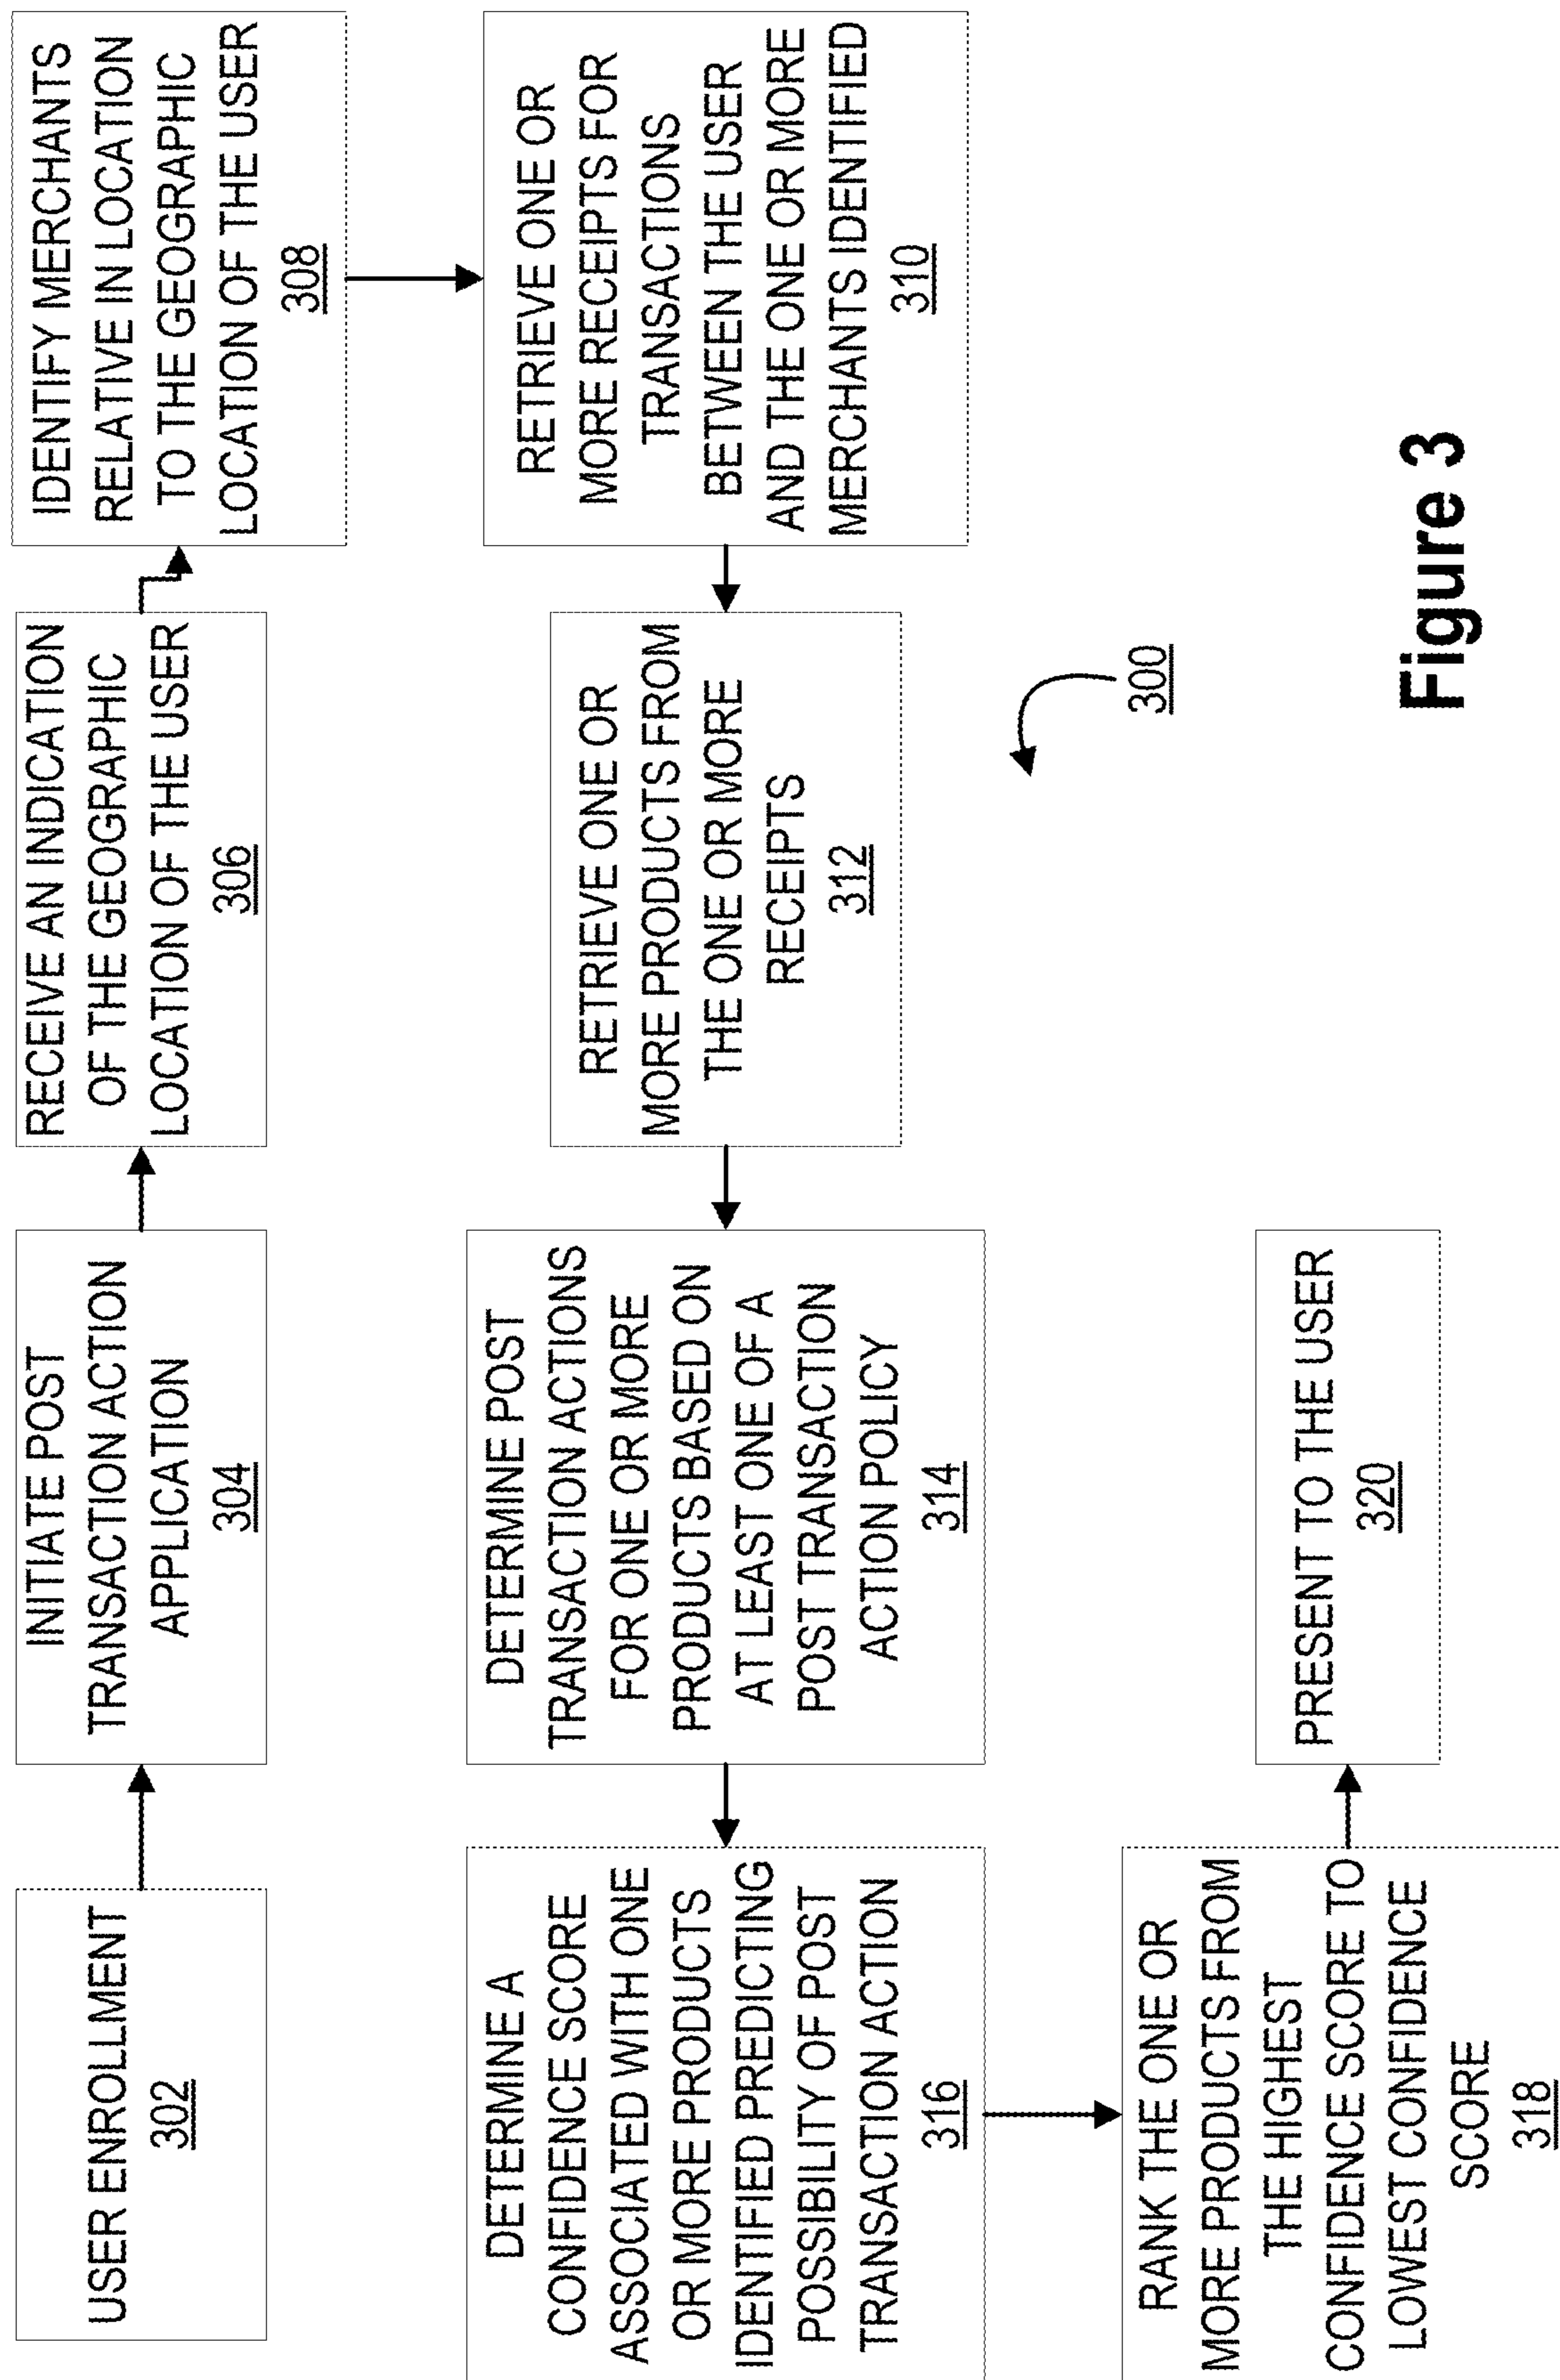 USER ENROLLMENT
302
INITIATE POST
TRANSACTION ACTION
APPLICATION
304
RECEIVE AN INDICATION
OF THE GEOGRAPHIC
LOCATION OF THE USER
306
IDENTIFY MERCHANTS
RELATIVE IN LOCATION
TO THE GEOGRAPHIC
LOCATION OF THE USER
308
RETRIEVE ONE OR
MORE RECEIPTS FOR
TRANSACTIONS
BETWEEN THE USER
AND THE ONE OR MORE
MERCHANTS IDENTIFIED
310
RETRIEVE ONE OR
MORE PRODUCTS FROM
THE ONE OR MORE
RECEIPTS
312
DETERMINE POST
TRANSACTION ACTIONS
FOR ONE OR MORE
PRODUCTS BASED ON
AT LEAST ONE OF A
POST TRANSACTION
ACTION POLICY
314
DETERMINE A
CONFIDENCE SCORE
ASSOCIATED WITH ONE
OR MORE PRODUCTS
IDENTIFIED PREDICTING
POSSIBILITY OF POST
TRANSACTION ACTION
316
RANK THE ONE OR
MORE PRODUCTS FROM
THE HIGHEST
CONFIDENCE SCORE TO
LOWEST CONFIDENCE
SCORE
318
PRESENT TO THE USER
320
300
Figure 3